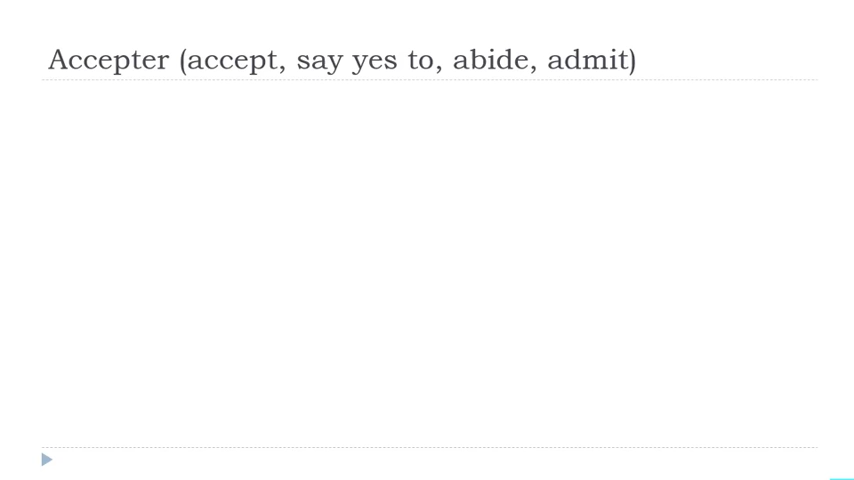 Accepter (accept, say yes to, abide, admit)